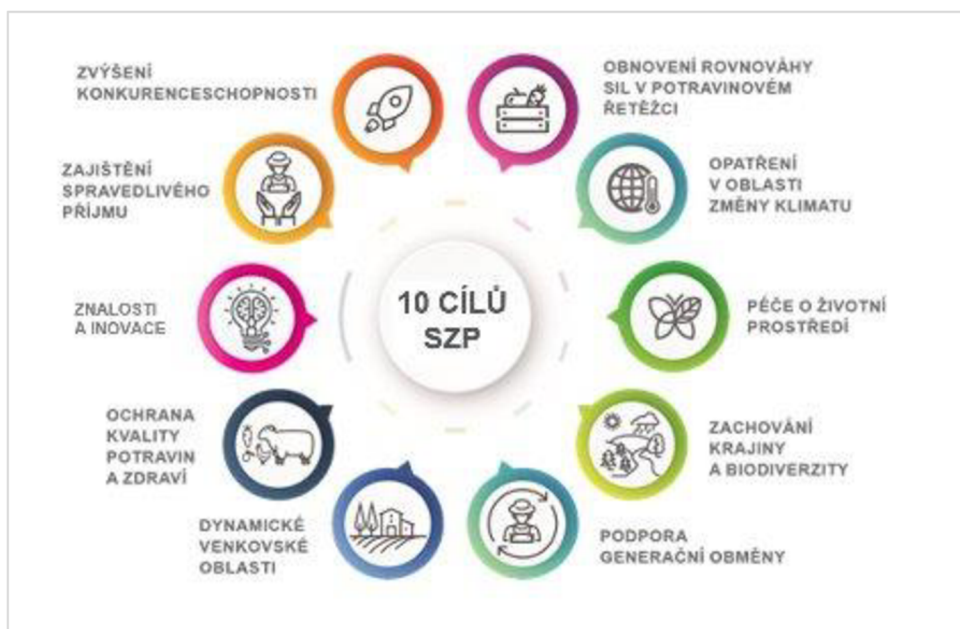 ZVÝŠENÍ
KONKURENCESCHOPNOSTI
OBNOVENÍ ROVNOVÁHY
SIL V POTRAVINOVÉM
ŘETĚZCI
ZAJIŠTĚNÍ
SPRAVEDLIVÉHO
PŘÍJMU
OPATŘENÍ
V OBLASTI
ZMĚNY KLIMATU
ZNALOSTI
A INOVACE
10 CÍLŮ
SZP
PÉČE O ŽIVOTNÍ
PROSTŘEDÍ
OCHRANA
KVALITY
POTRAVIN
A ZDRAVÍ
ZACHOVÁNÍ
KRAJINY
A BIODIVERZITY
DYNAMICKÉ
VENKOVSKÉ
OBLASTI
PODPORA
GENERAČNÍ OBMĚNY